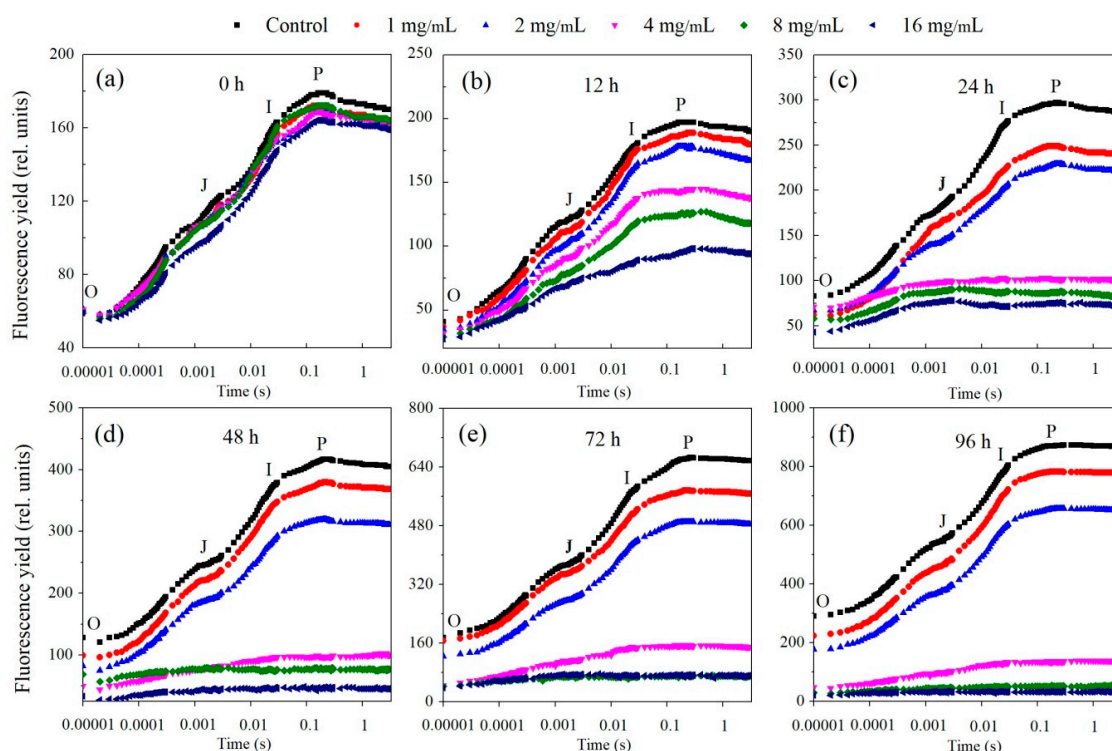 Control 1 mg/mL 2 mg/mL 4 mg/mL 8 mg/mL 16 mg/mL
Fluorescence yield (rel. units)
200
160
120
80
40
(a)
0 h
O
J
I
P
0.00001 0.0001 0.001 0.01 0.1 1
Time (s)
250
200
150
100
50
(b)
12 h
O
J
I
P
0.00001 0.0001 0.001 0.01 0.1 1
Time (s)
350
300
250
200
150
100
50
(c)
24 h
O
J
I
P
0.00001 0.0001 0.001 0.01 0.1 1
Time (s)
Fluorescence yield (rel. units)
500
400
300
200
100
(d)
48 h
O
J
I
P
0.00001 0.0001 0.001 0.01 0.1 1
Time (s)
800
640
480
320
160
0
(e)
72 h
O
J
I
P
0.00001 0.0001 0.001 0.01 0.1 1
Time (s)
1000
800
600
400
200
0
(f)
96 h
O
J
I
P
0.00001 0.0001 0.001 0.01 0.1 1
Time (s)